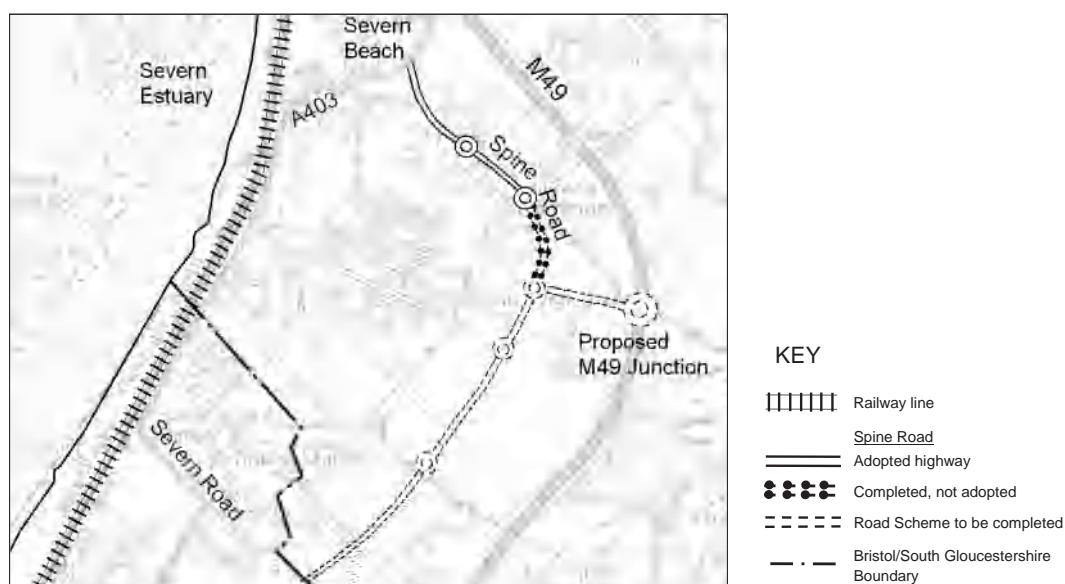 Severn
Beach
Severn
Estuary
M49
A403
Spine Road
Proposed
M49 Junction
Severn Road
KEY
Railway line
Spine Road
Adopted highway
Completed, not adopted
Road Scheme to be completed
Bristol/South Gloucestershire
Boundary